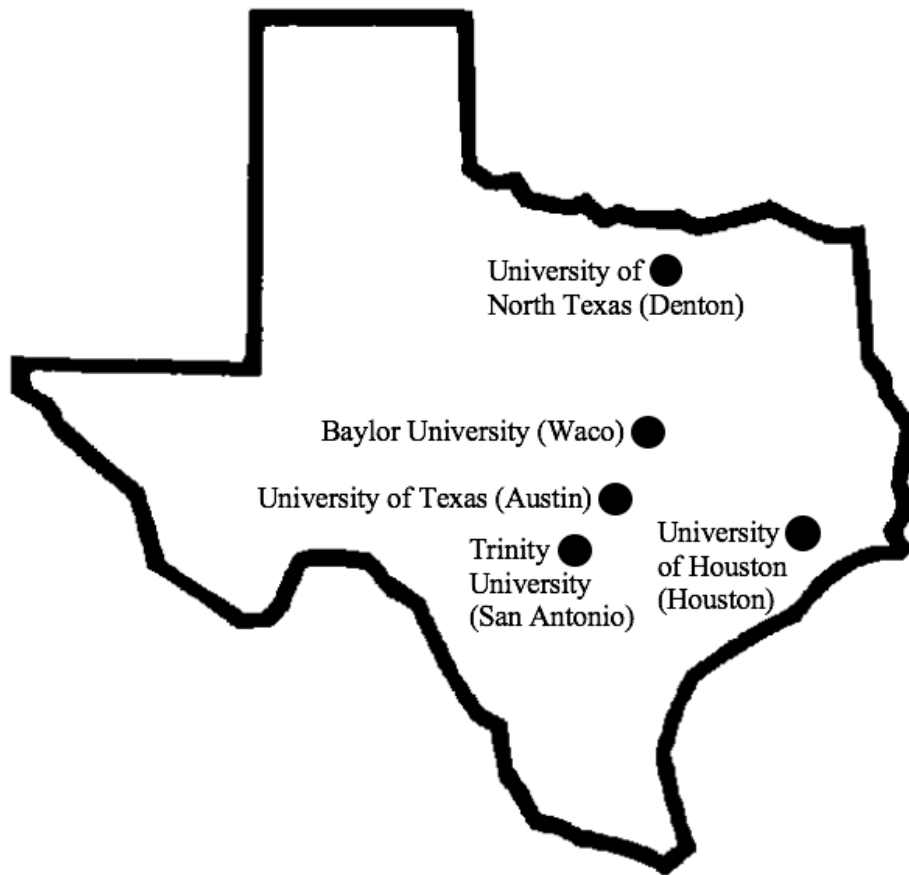 University of
North Texas (Denton)
Baylor University (Waco)
University of Texas (Austin)
Trinity
University
(San Antonio)
University
of Houston
(Houston)